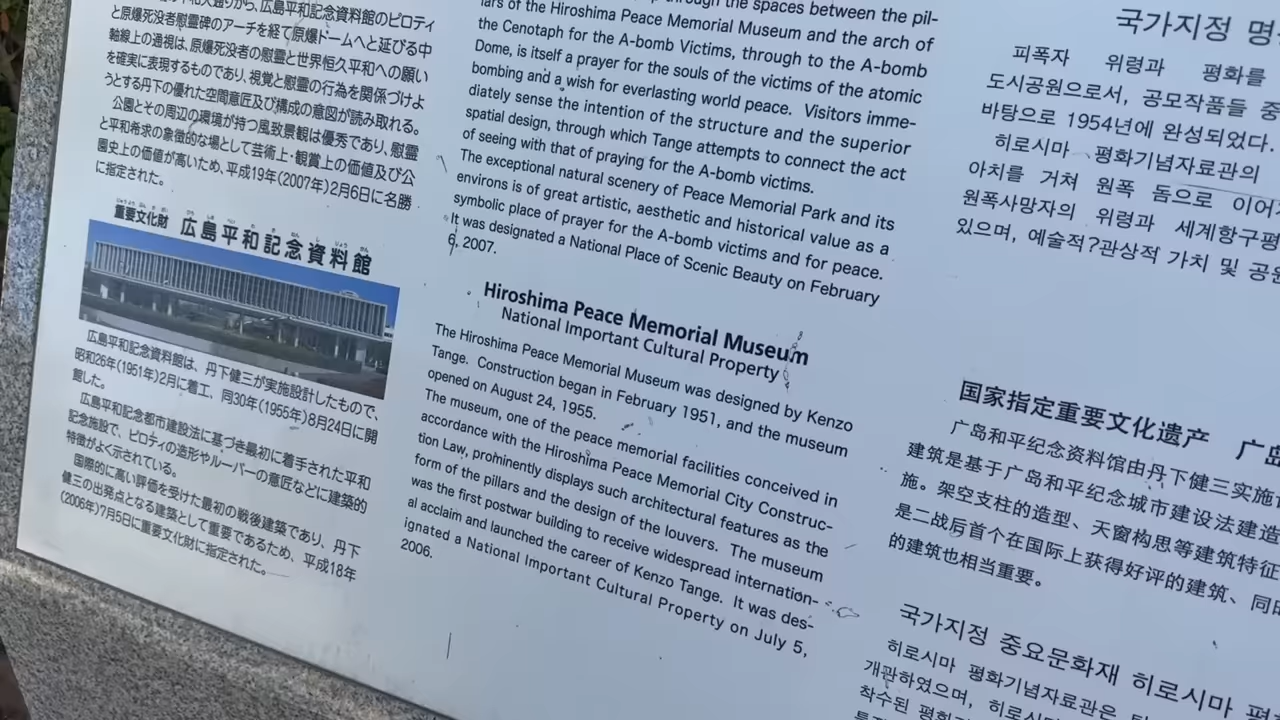 平和大通りから、広島平和記念資料館のピロティ
と原爆死没者慰霊碑のアーチを経て原爆ドームへと延びる中
軸線上の通視は、原爆死没者の慰霊と世界恒久平和への願い
を確実に表現するものであり、視覚と慰霊の行為を関係づけよ
うとする丹下の優れた空間意匠及び構成の意図が読み取れる。
公園とその周辺の環境が持つ風致景観は優秀であり、慰霊
と平和希求の象徴的な場として芸術上・観賞上の価値及び公
園史上の価値が高いため、平成19年(2007年)2月6日に名勝
に指定された。
重要文化財 広島平和記念資料館
広島平和記念資料館は、丹下健三が実施設計したもので、
昭和26年(1951年)2月に着工、同30年(1955年)8月24日に開
館した。
広島平和記念都市建設法に基づき最初に着手された平和
記念施設で、ピロティの造形やルーバーの意匠などに建築的
特徴がよく示されている。
国際的に高い評価を受けた最初の戦後建築であり、丹下
健三の出発点となる建築として重要であるため、平成18年
(2006年)7月5日に重要文化財に指定された。
through the spaces between the pil-
lars of the Hiroshima Peace Memorial Museum and the arch of
the Cenotaph for the A-bomb Victims, through to the A-bomb
Dome, is itself a prayer for the souls of the victims of the atomic
bombing and a wish for everlasting world peace. Visitors imme-
diately sense the intention of the structure and the superior
spatial design, through which Tange attempts to connect the act
of seeing with that of praying for the A-bomb victims.
The exceptional natural scenery of Peace Memorial Park and its
environs is of great artistic, aesthetic and historical value as a
symbolic place of prayer for the A-bomb victims and for peace.
It was designated a National Place of Scenic Beauty on February
6, 2007.
Hiroshima Peace Memorial Museum
National Important Cultural Property
The Hiroshima Peace Memorial Museum was designed by Kenzo
Tange. Construction began in February 1951, and the museum
opened on August 24, 1955.
The museum, one of the peace memorial facilities conceived in
accordance with the Hiroshima Peace Memorial City Construc-
tion Law, prominently displays such architectural features as the
form of the pillars and the design of the louvers. The museum
was the first postwar building to receive widespread internation-
al acclaim and launched the career of Kenzo Tange. It was des-
ignated a National Important Cultural Property on July 5,
2006.
국가지정 명
피폭자 위령과 평화를
도시공원으로서, 공모작품들 중
바탕으로 1954년에 완성되었다.
히로시마 평화기념자료관의
아치를 거쳐 원폭 돔으로 이어
원폭사망자의 위령과 세계항구평
있으며, 예술적?관상적 가치 및 공원
国家指定重要文化遗产 广岛
广岛和平纪念资料馆由丹下健三实施设
建筑是基于广岛和平纪念城市建设法建造
施。架空支柱的造型、天窗构思等建筑特征
是二战后首个在国际上获得好评的建筑、同时
的建筑也相当重要。
국가지정 중요문화재 히로시마 평
히로시마 평화기념자료관은
개관하였으며, 히로시
착수된 평화